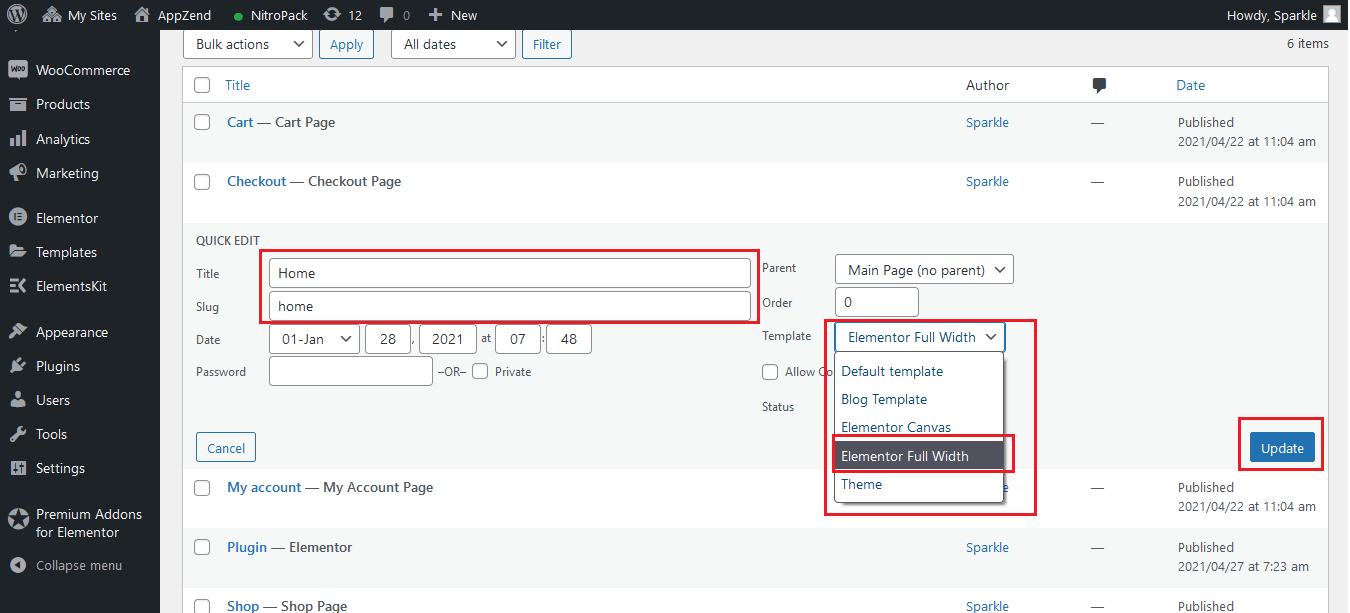 My Sites AppZend NitroPack 12 0 New Howdy, Sparkle
WooCommerce
Products
Analytics
Marketing
Elementor
Templates
ElementsKit
Appearance
Plugins
Users
Tools
Settings
Premium Addons
for Elementor
Collapse menu
Bulk actions Apply All dates Filter 6 items
Title Author Date
Cart — Cart Page Sparkle — Published
2021/04/22 at 11:04 am
Checkout — Checkout Page Sparkle — Published
2021/04/22 at 11:04 am
QUICK EDIT
Title Home
Slug home
Date 01-Jan 28 , 2021 at 07 : 48
Password –OR– Private
Parent Main Page (no parent)
Order 0
Template Elementor Full Width
Default template
Blog Template
Elementor Canvas
Elementor Full Width
Theme
Allow
Status
Cancel Update
My account — My Account Page — Published
2021/04/22 at 11:04 am
Plugin — Elementor Sparkle — Published
2021/04/27 at 7:23 am
Shop — Shop Page Sparkle — Published